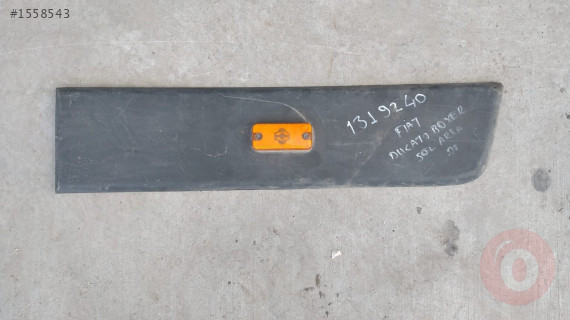 #1558543
1319240
FIAT
DUCATO BOXER
SOL ARKA